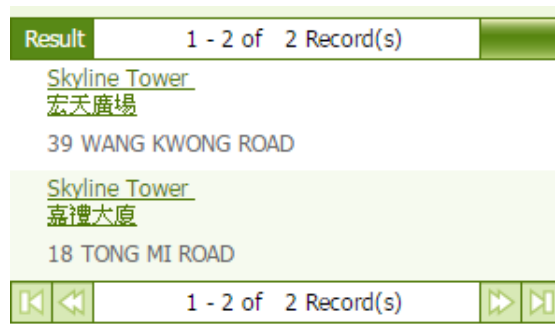 Result 1 - 2 of 2 Record(s)
Skyline Tower
宏天廣場
39 WANG KWONG ROAD
Skyline Tower
嘉禮大廈
18 TONG MI ROAD
1 - 2 of 2 Record(s)